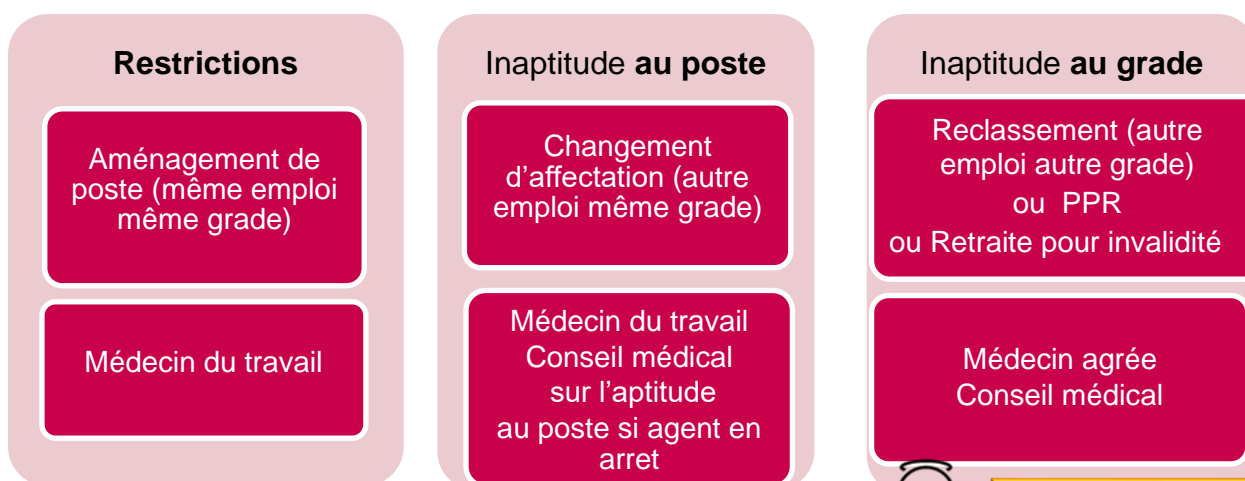 Restrictions
Aménagement de
poste (même emploi
même grade)
Médecin du travail
Inaptitude au poste
Changement
d'affectation (autre
emploi même grade)
Médecin du travail
Conseil médical
sur l'aptitude
au poste si agent en
arret
Inaptitude au grade
Reclassement (autre
emploi autre grade)
ou PPR
ou Retraite pour invalidité
Médecin agrée
Conseil médical